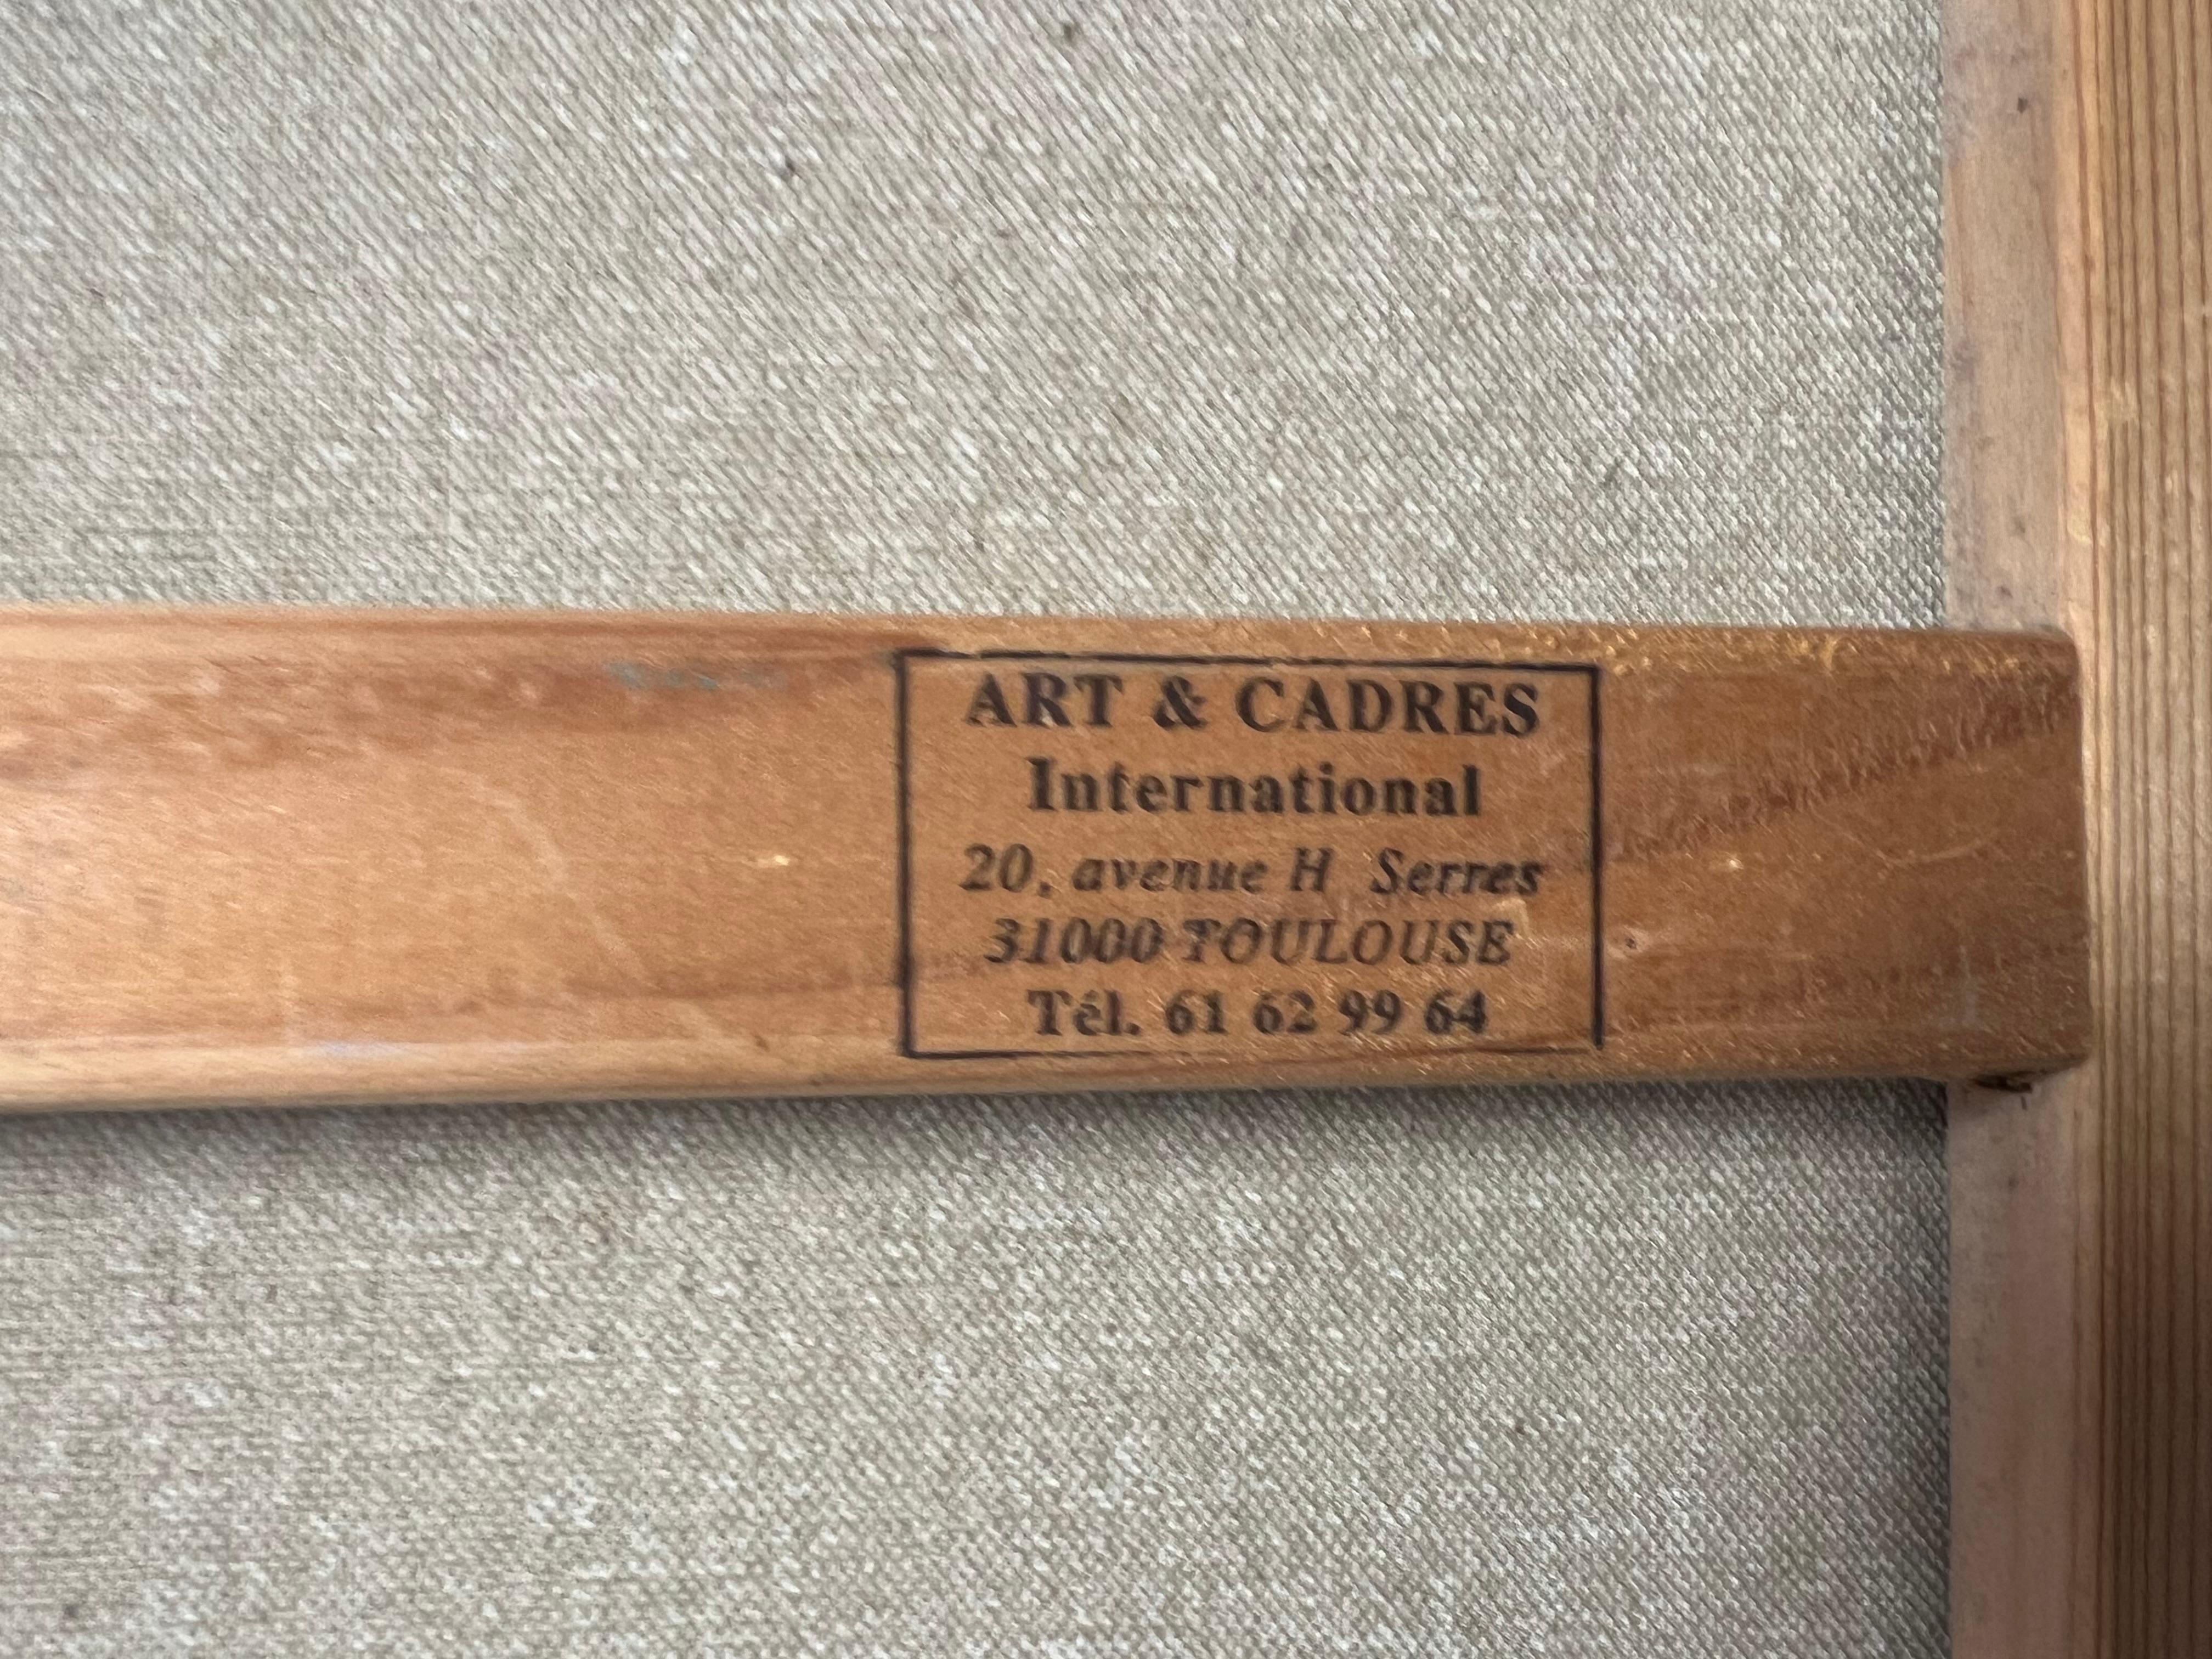 ART & CADRES
International
20, avenue H Serres
31000 TOULOUSE
Tél. 61 62 99 64